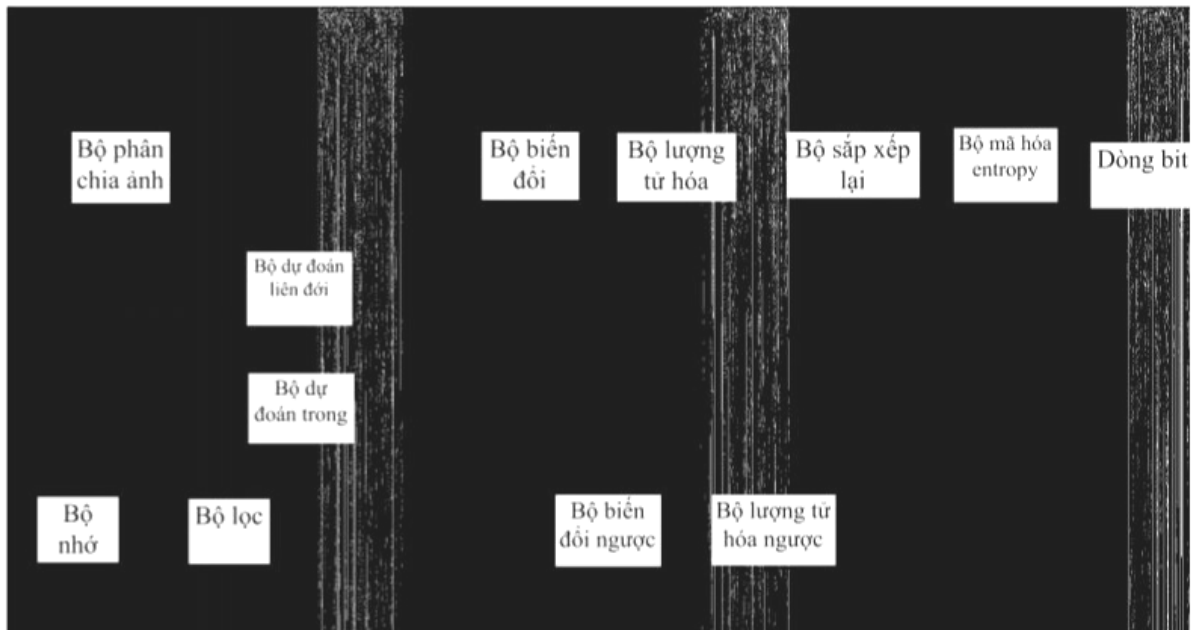 Bộ phân
chia ảnh
Bộ biến
đổi
Bộ lượng
tử hóa
Bộ sắp xếp
lại
Bộ mã hóa
entropy
Dòng bit
Bộ dự đoán
liên đới
Bộ dự
đoán trong
Bộ
nhớ
Bộ lọc
Bộ biến
đổi ngược
Bộ lượng tử
hóa ngược